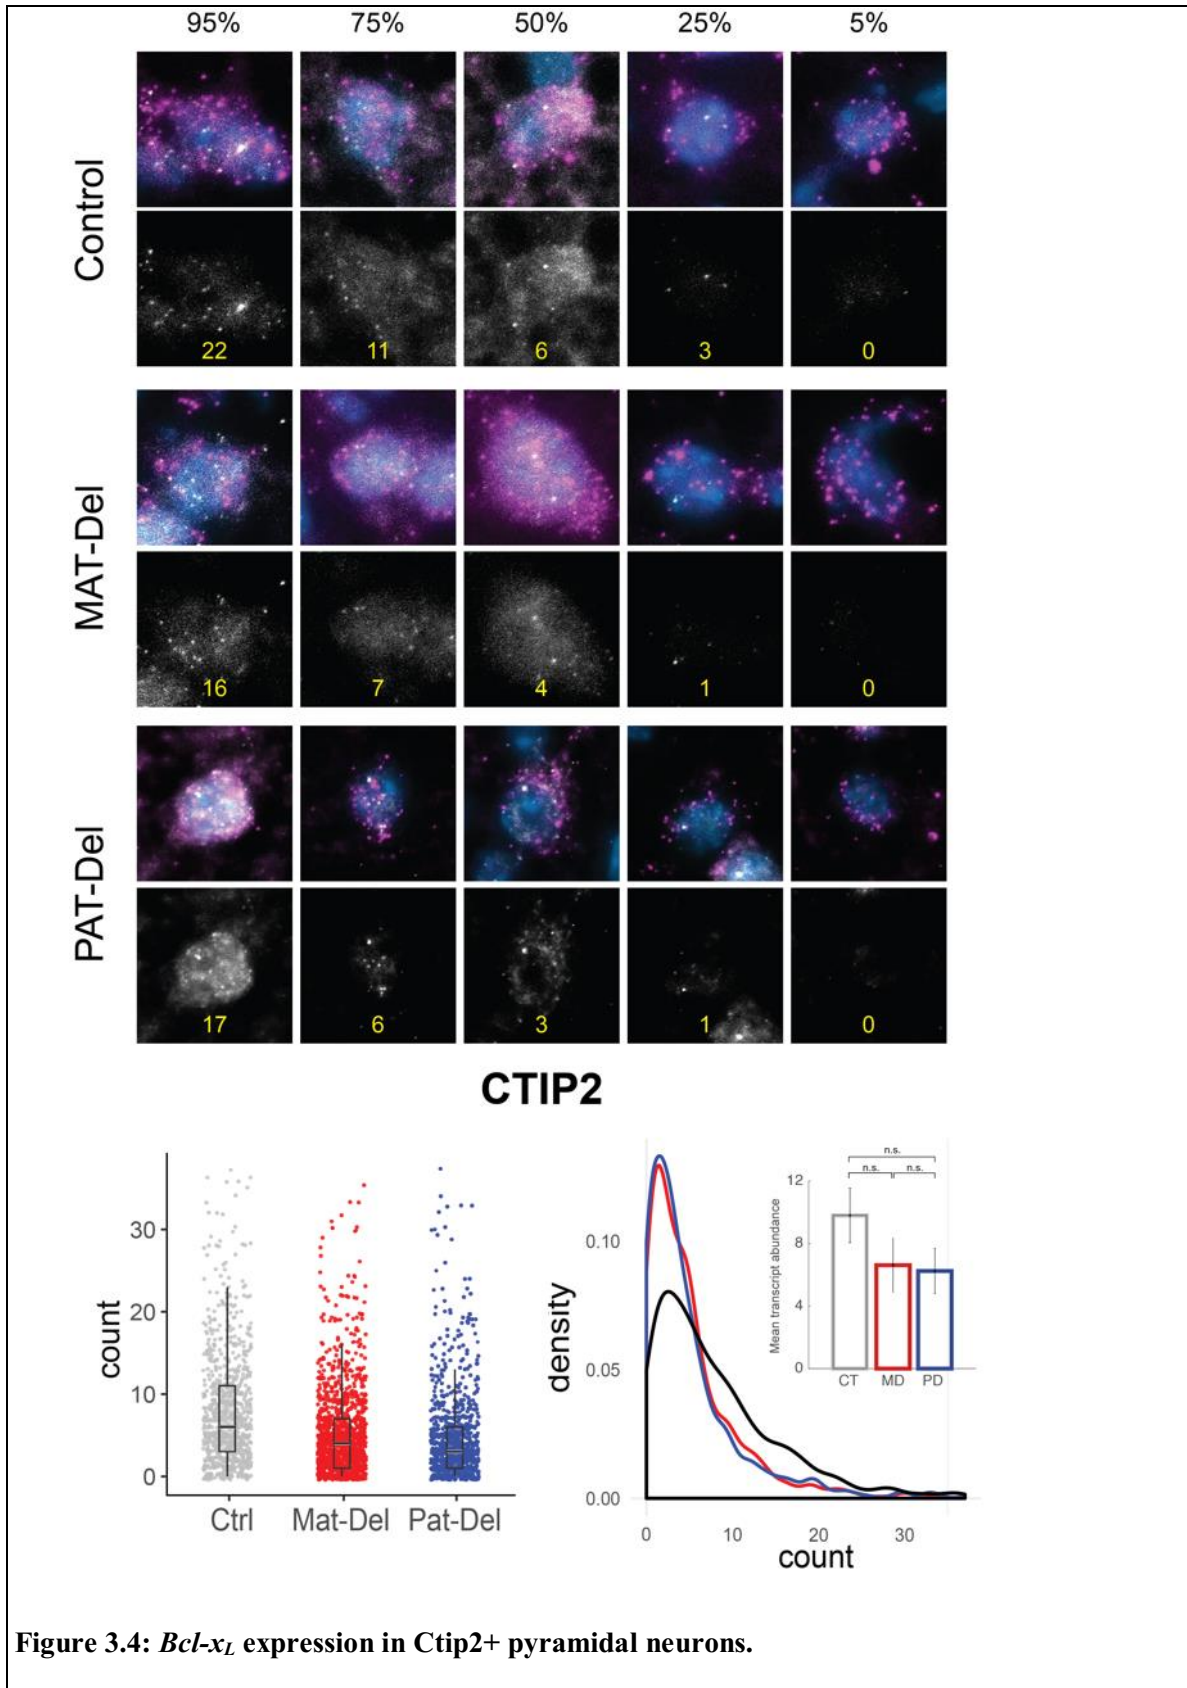 95% 75% 50% 25% 5%
Control
22 11 6 3 0
MAT-Del
16 7 4 1 0
PAT-Del
17 6 3 1 0
CTIP2
count
30
20
10
0
Ctrl Mat-Del Pat-Del
density
0.10
0.05
0.00
0 10 20 30
count
Mean transcript abundance
12
8
4
0
n.s.
n.s. n.s.
CT MD PD
Figure 3.4: Bcl-xL expression in Ctip2+ pyramidal neurons.